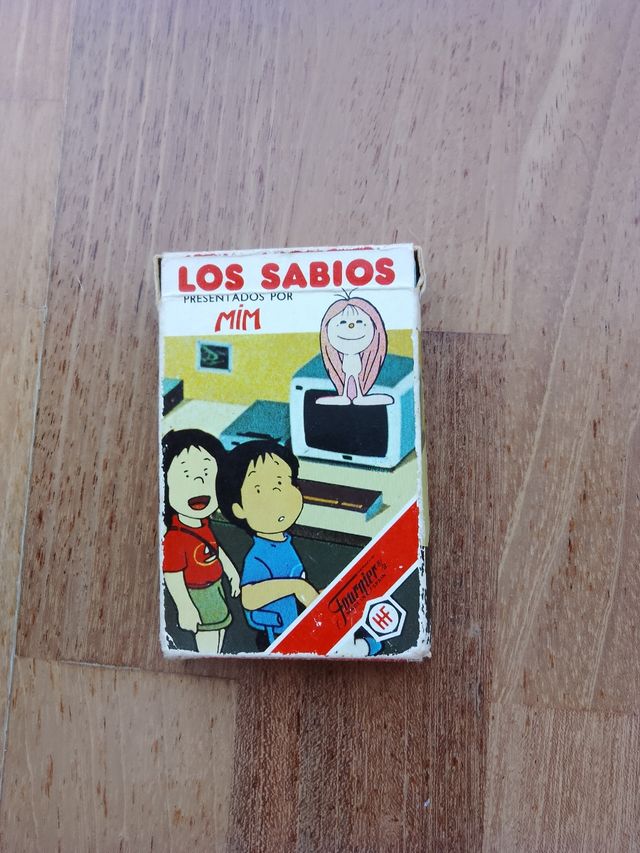 LOS SABIOS
PRESENTADOS POR
MiM
Fournier
HF